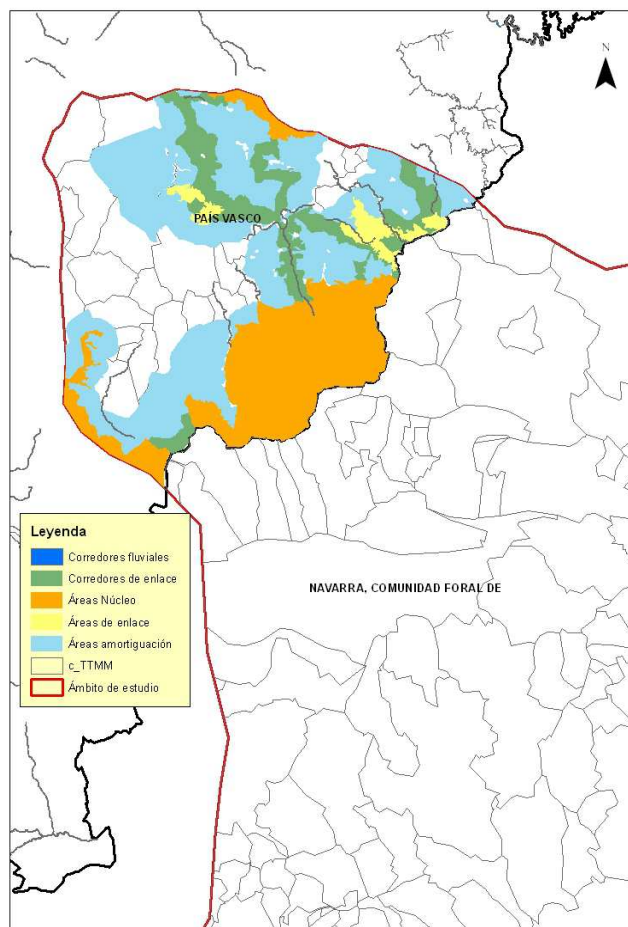 N
PAÍS VASCO
Leyenda
Corredores fluviales
Corredores de enlace
Áreas Núcleo
Áreas de enlace
Áreas amortiguación
c_TTMM
Ámbito de estudio
NAVARRA, COMUNIDAD FORAL DE